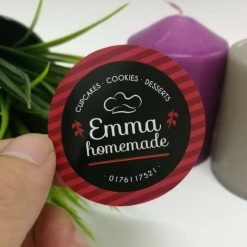 CUPCAKES · COOKIES · DESSERTS
Emma
homemade
· 0176117521 ·